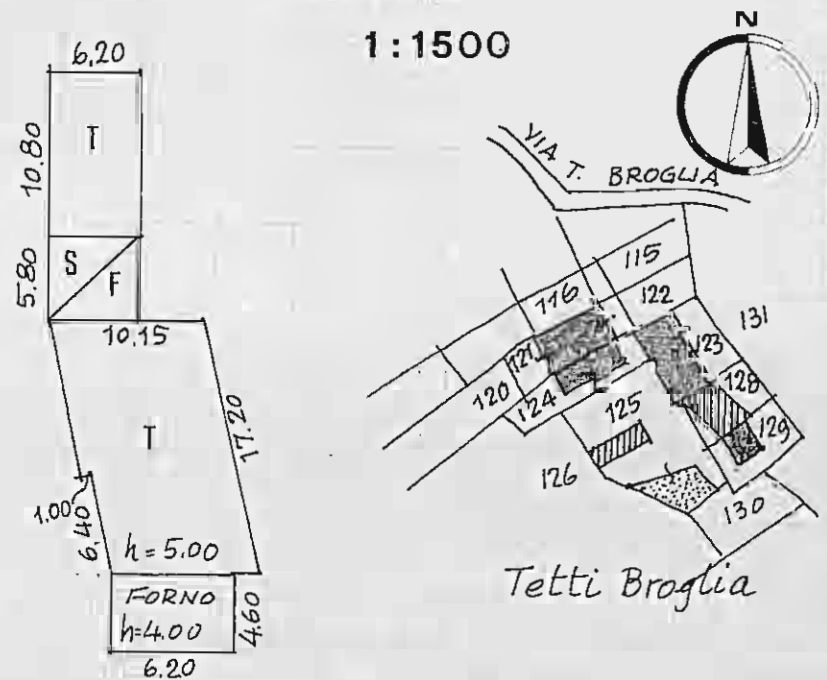 6,20
1:1500
N
10.80
T
VIA T. BROGLIA
5.80
S
F
115
116
122
131
10,15
121
123
120
124
128
T
17.20
125
129
126
1.00
6.40
130
h = 5.00
Tetti Broglia
FORNO
h=4.00
4.60
6.20